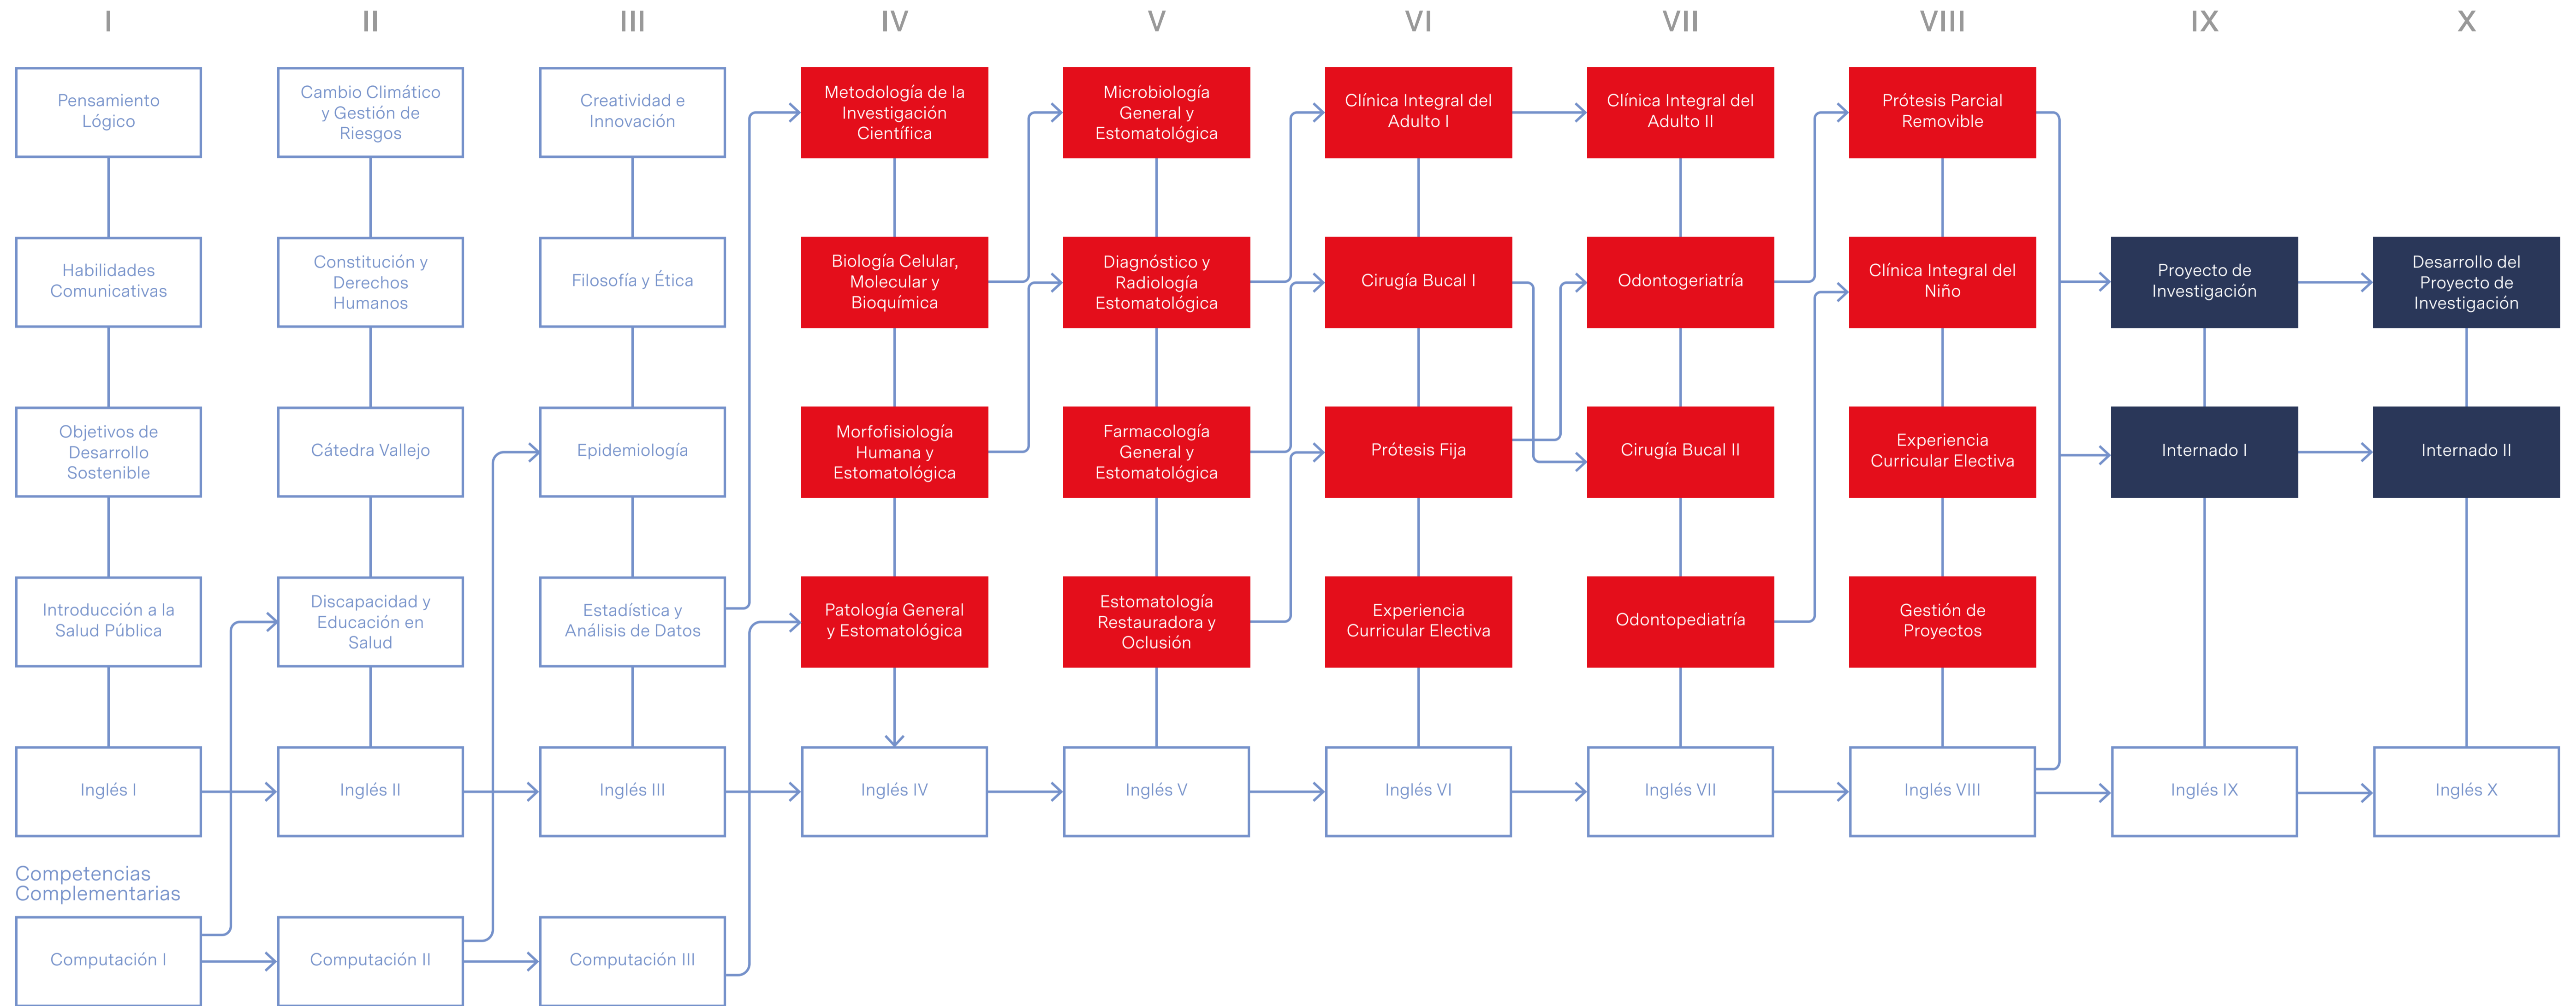 I
II
III
IV
V
VI
VII
VIII
IX
X
Pensamiento
Lógico
Cambio Climático
y Gestión de
Riesgos
Creatividad e
Innovación
Metodología de la
Investigación
Científica
Microbiología
General y
Estomatológica
Clínica Integral del
Adulto I
Clínica Integral del
Adulto II
Prótesis Parcial
Removible
Habilidades
Comunicativas
Constitución y
Derechos
Humanos
Filosofía y Ética
Biología Celular,
Molecular y
Bioquímica
Diagnóstico y
Radiología
Estomatológica
Cirugía Bucal I
Odontogeriatría
Clínica Integral del
Niño
Proyecto de
Investigación
Desarrollo del
Proyecto de
Investigación
Objetivos de
Desarrollo
Sostenible
Cátedra Vallejo
Epidemiología
Morfofisiología
Humana y
Estomatológica
Farmacología
General y
Estomatológica
Prótesis Fija
Cirugía Bucal II
Experiencia
Curricular Electiva
Internado I
Internado II
Introducción a la
Salud Pública
Discapacidad y
Educación en
Salud
Estadística y
Análisis de Datos
Patología General
y Estomatológica
Estomatología
Restauradora y
Oclusión
Experiencia
Curricular Electiva
Odontopediatría
Gestión de
Proyectos
Inglés I
Inglés II
Inglés III
Inglés IV
Inglés V
Inglés VI
Inglés VII
Inglés VIII
Inglés IX
Inglés X
Competencias
Complementarias
Computación I
Computación II
Computación III